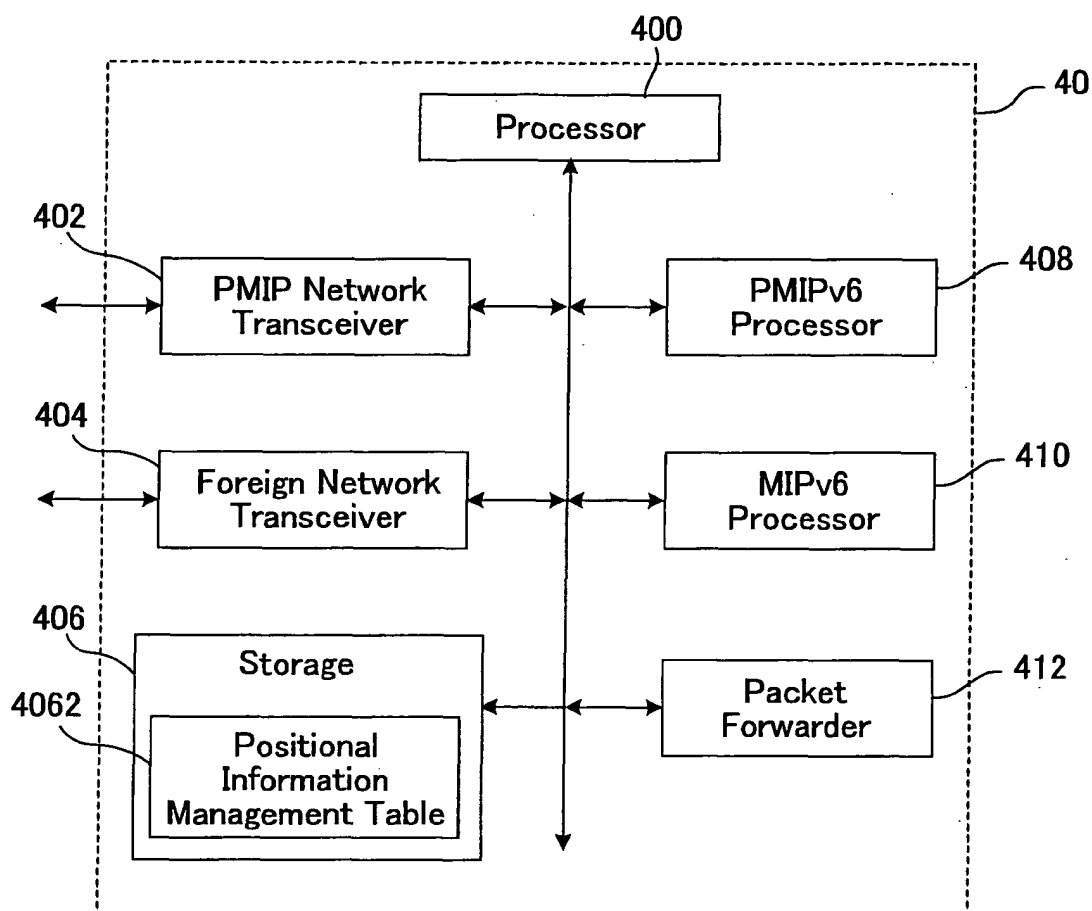 400
40
Processor
402
PMIP Network
Transceiver
PMIPv6
Processor
408
404
Foreign Network
Transceiver
MIPv6
Processor
410
406
Storage
4062
Positional
Information
Management Table
Packet
Forwarder
412